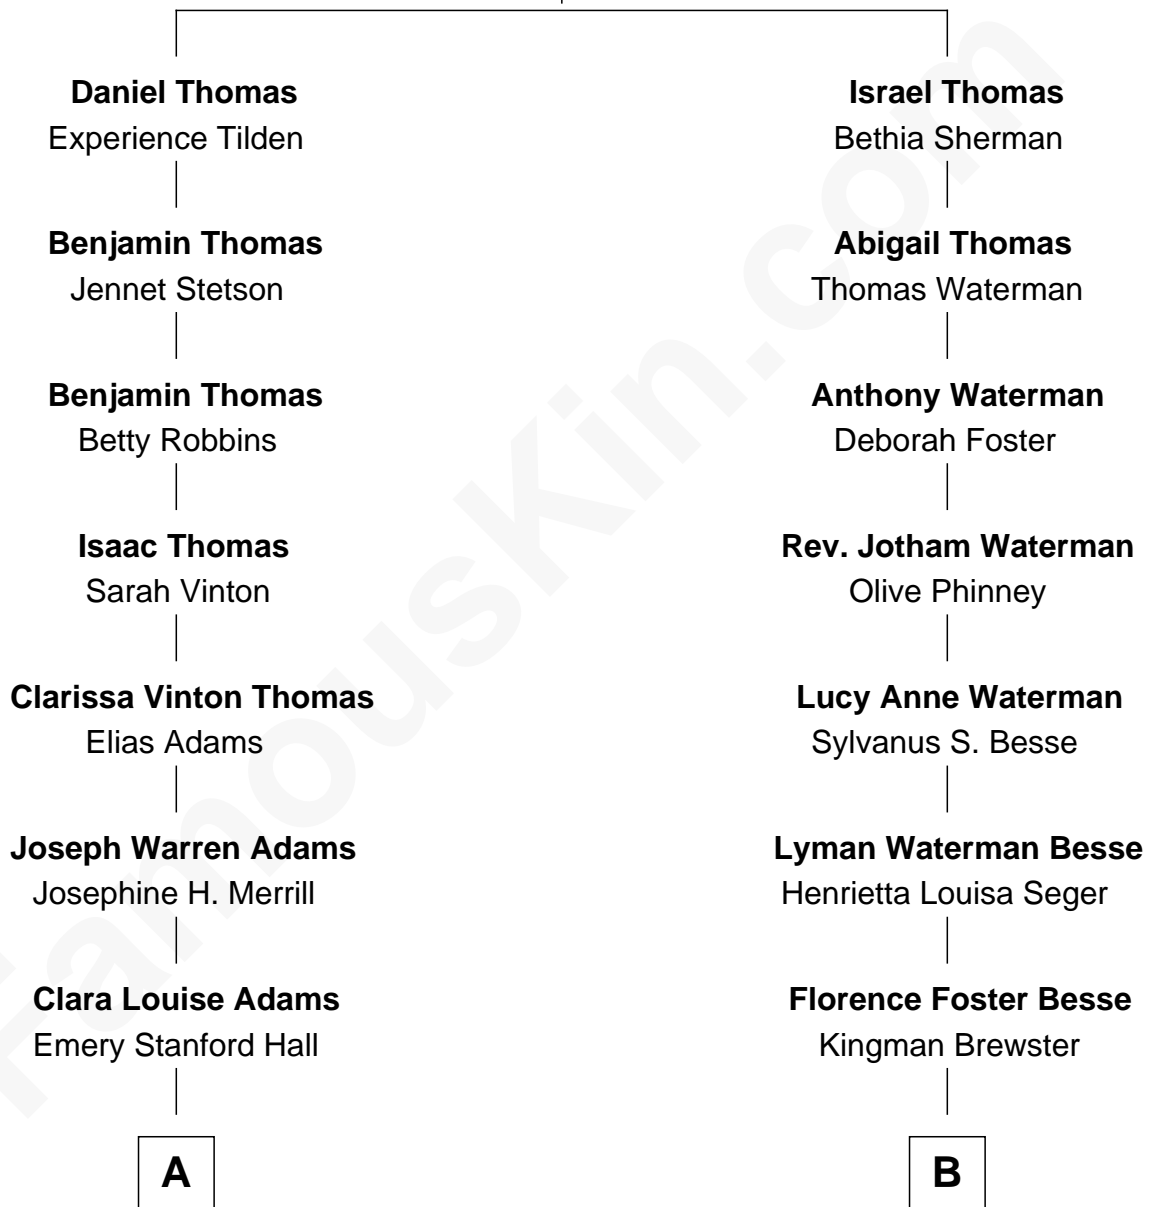 Daniel Thomas
Experience Tilden
Benjamin Thomas
Jennet Stetson
Benjamin Thomas
Betty Robbins
Isaac Thomas
Sarah Vinton
Clarissa Vinton Thomas
Elias Adams
Joseph Warren Adams
Josephine H. Merrill
Clara Louise Adams
Emery Stanford Hall
A
Israel Thomas
Bethia Sherman
Abigail Thomas
Thomas Waterman
Anthony Waterman
Deborah Foster
Rev. Jotham Waterman
Olive Phinney
Lucy Anne Waterman
Sylvanus S. Besse
Lyman Waterman Besse
Henrietta Louisa Seger
Florence Foster Besse
Kingman Brewster
B
FamousKin.com